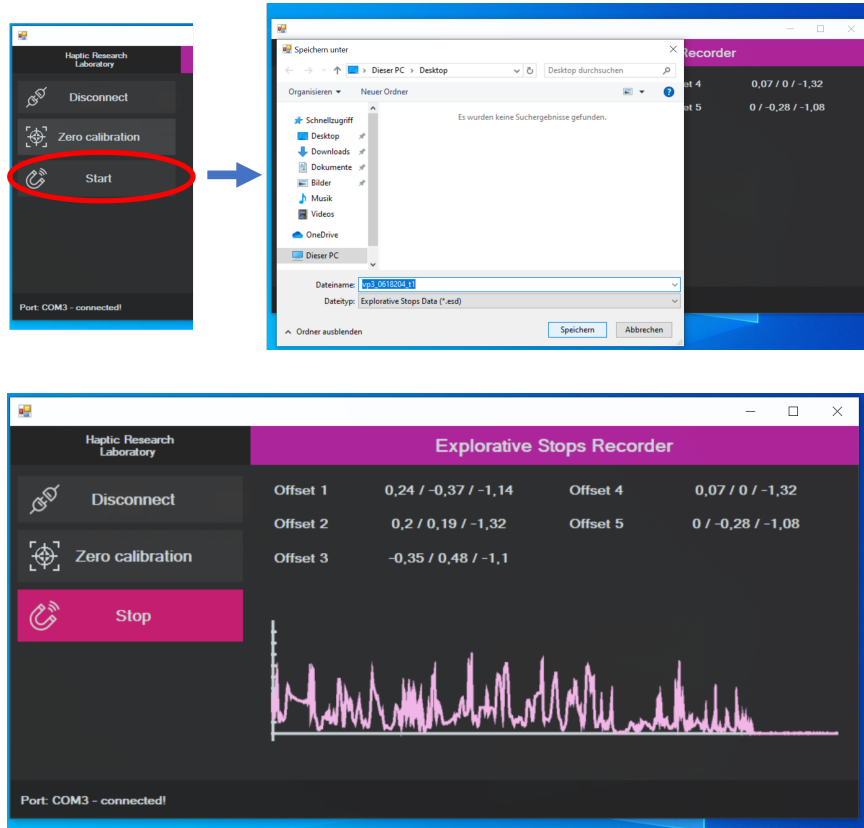 Haptic Research
Laboratory
Disconnect
Zero calibration
Start
Port: COM3 - connected!
Speichern unter
Dieser PC > Desktop
Desktop durchsuchen
Organisieren
Neuer Ordner
Es wurden keine Suchergebnisse gefunden.
Schnellzugriff
Desktop
Downloads
Dokumente
Bilder
Musik
Videos
OneDrive
Dieser PC
Dateiname: vp3_0618204_t1
Dateityp: Explorative Stops Data (*.esd)
Ordner ausblenden
Speichern
Abbrechen
Recorder
et 4 0,07 / 0 / -1,32
et 5 0 / -0,28 / -1,08
Haptic Research
Laboratory
Explorative Stops Recorder
Disconnect
Zero calibration
Stop
Offset 1 0,24 / -0,37 / -1,14 Offset 4 0,07 / 0 / -1,32
Offset 2 0,2 / 0,19 / -1,32 Offset 5 0 / -0,28 / -1,08
Offset 3 -0,35 / 0,48 / -1,1
Port: COM3 - connected!